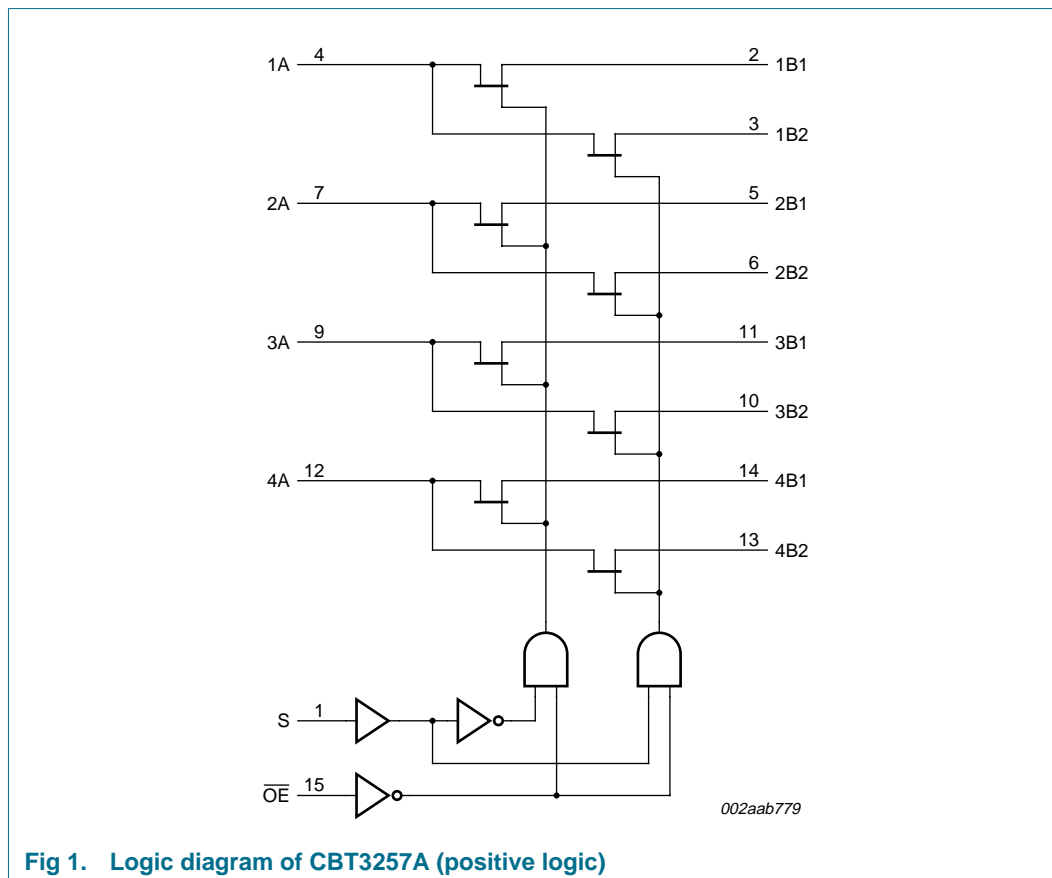 1A 4 2 1B1
3 1B2
2A 7 5 2B1
6 2B2
3A 9 11 3B1
10 3B2
4A 12 14 4B1
13 4B2
S 1
O̅E̅ 15
002aab779
Fig 1. Logic diagram of CBT3257A (positive logic)